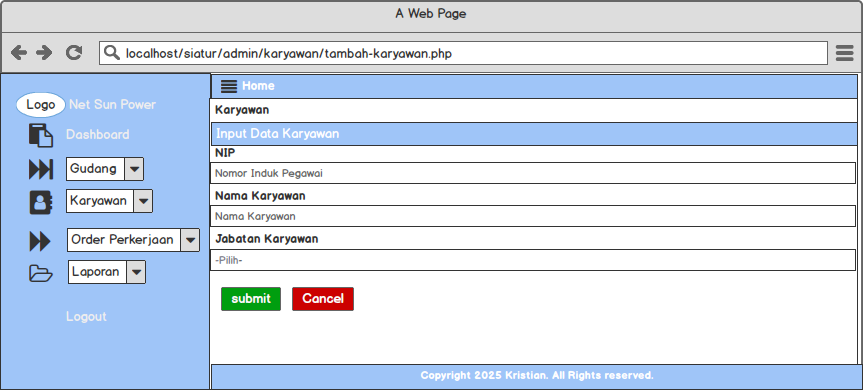 A Web Page
localhost/siatur/admin/karyawan/tambah-karyawan.php
Logo Net Sun Power
Dashboard
Gudang
Karyawan
Order Perkerjaan
Laporan
Logout
Home
Karyawan
Input Data Karyawan
NIP
Nomor Induk Pegawai
Nama Karyawan
Nama Karyawan
Jabatan Karyawan
-Pilih-
submit Cancel
Copyright 2025 Kristian. All Rights reserved.